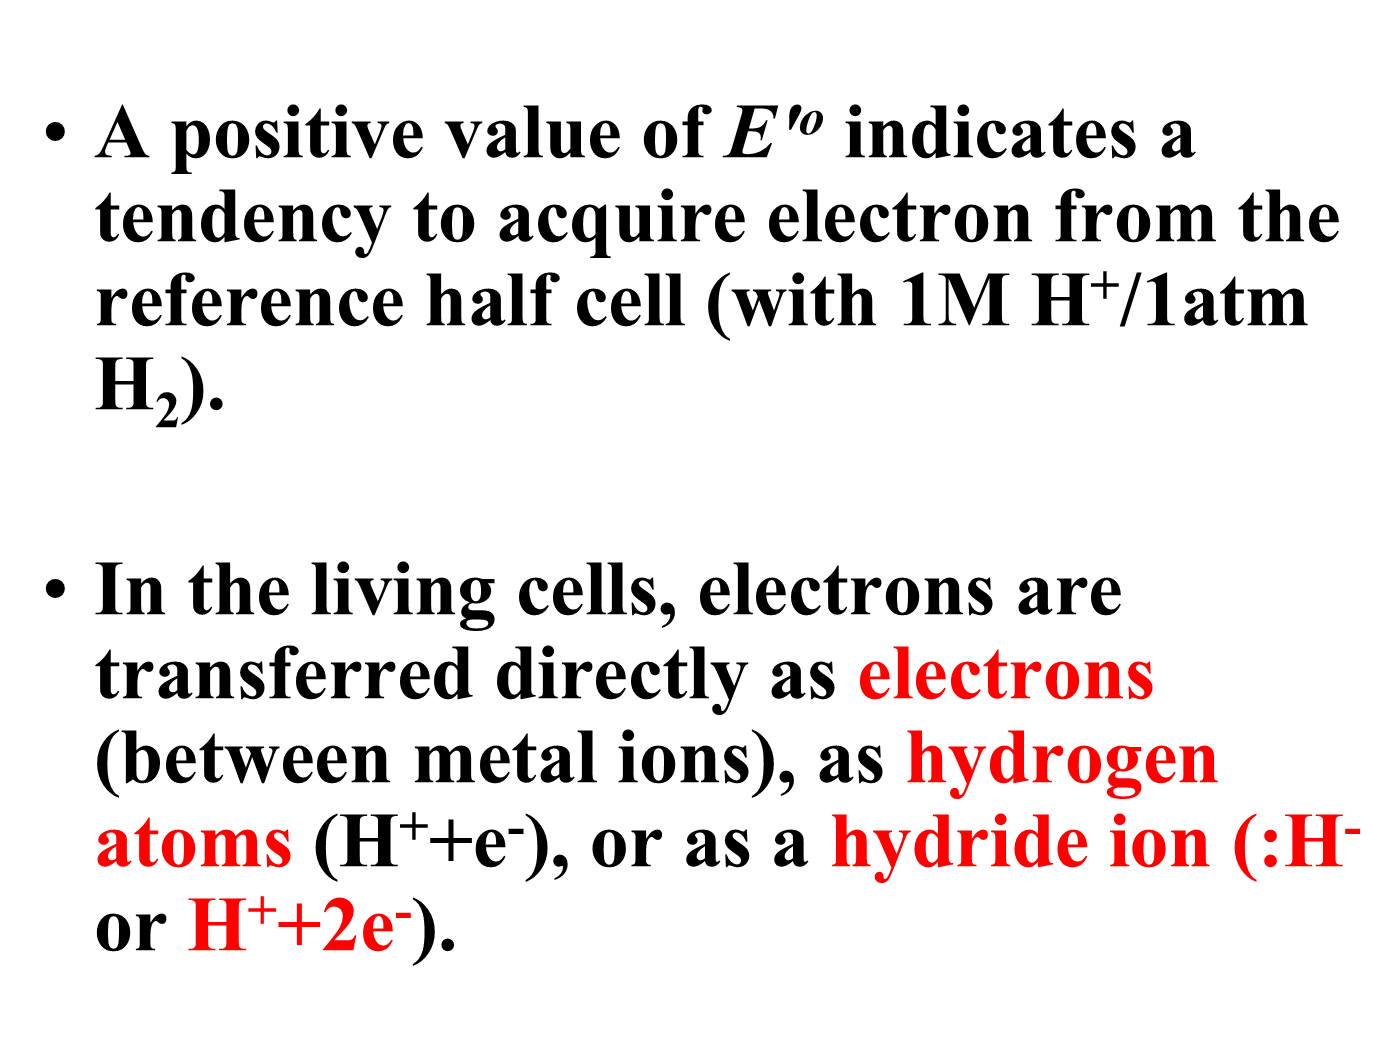 • A positive value of E'º indicates a
tendency to acquire electron from the
reference half cell (with 1M H⁺/1atm
H₂).
• In the living cells, electrons are
transferred directly as electrons
(between metal ions), as hydrogen
atoms (H⁺+e⁻), or as a hydride ion (:H⁻
or H⁺+2e⁻).